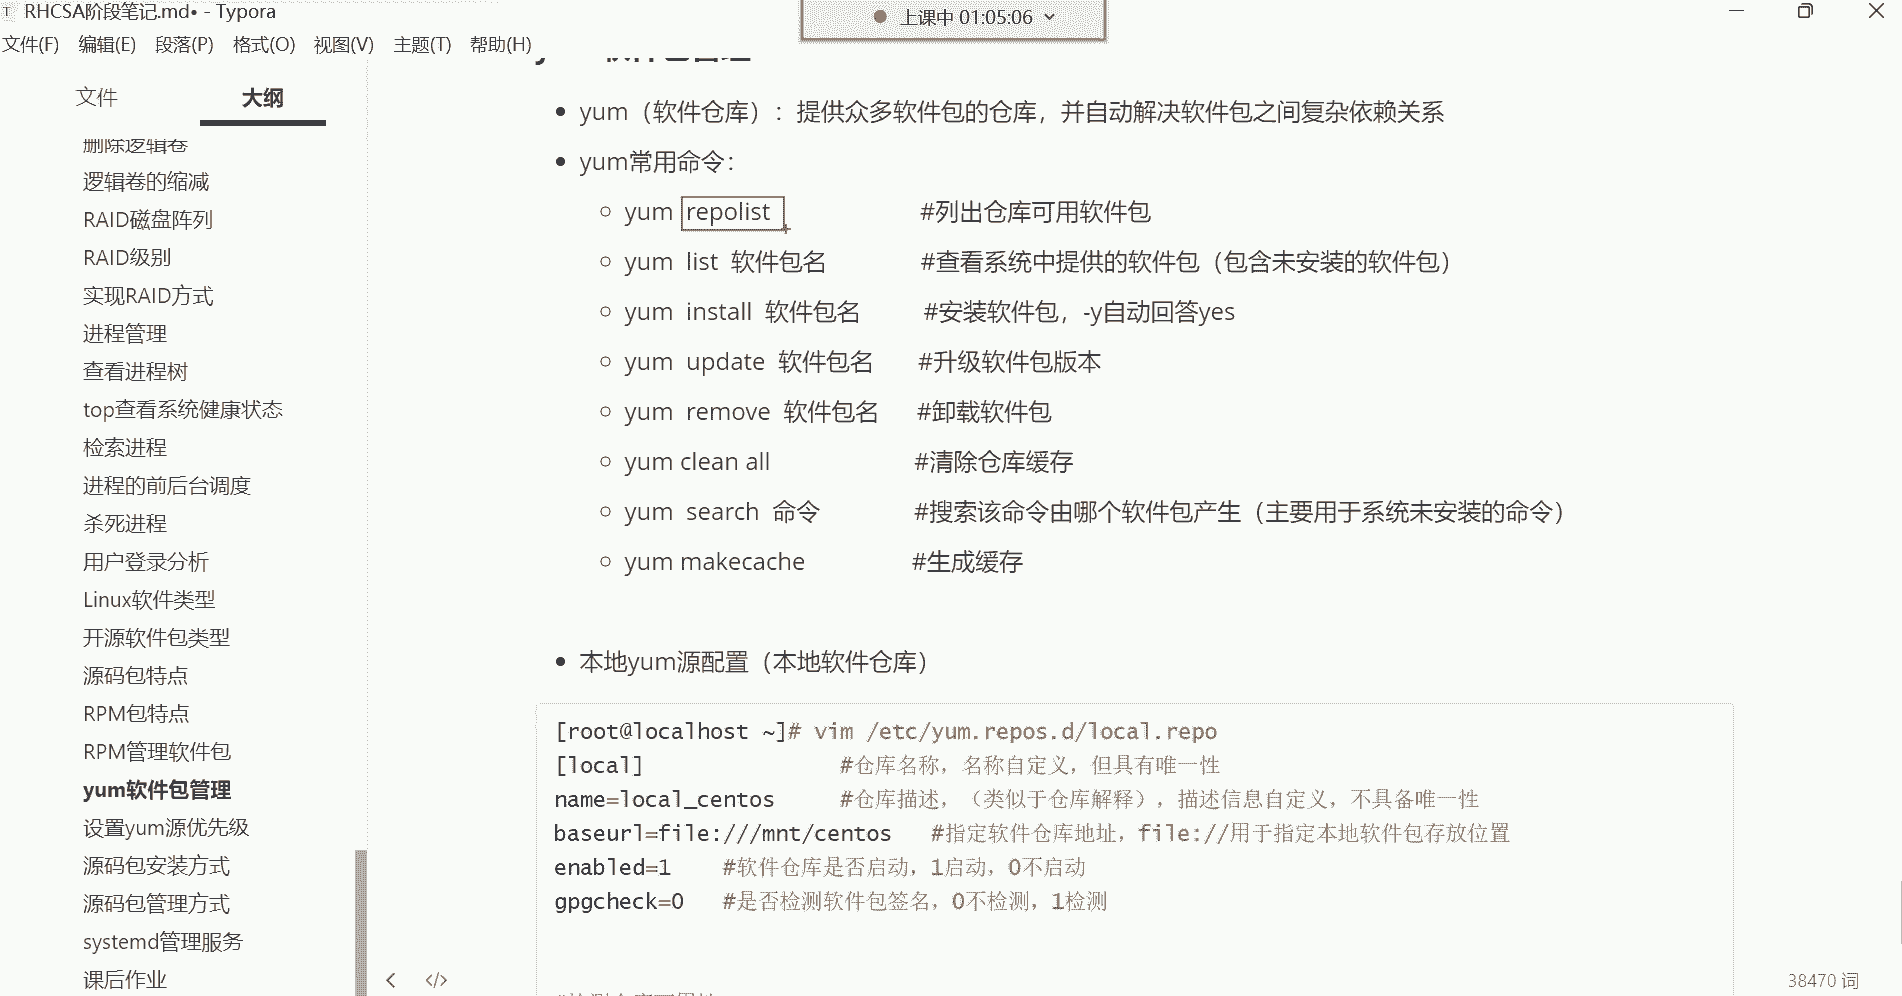 RHCSA阶段笔记.md• - Typora
上课中 01:05:06
文件(F) 编辑(E) 段落(P) 格式(O) 视图(V) 主题(T) 帮助(H)
文件 大纲
删除逻辑卷
逻辑卷的缩减
RAID磁盘阵列
RAID级别
实现RAID方式
进程管理
查看进程树
top查看系统健康状态
检索进程
进程的前后台调度
杀死进程
用户登录分析
Linux软件类型
开源软件包类型
源码包特点
RPM包特点
RPM管理软件包
yum软件包管理
设置yum源优先级
源码包安装方式
源码包管理方式
systemd管理服务
课后作业
yum（软件仓库）：提供众多软件包的仓库，并自动解决软件包之间复杂依赖关系
yum常用命令：
yum repolist #列出仓库可用软件包
yum list 软件包名 #查看系统中提供的软件包（包含未安装的软件包）
yum install 软件包名 #安装软件包，-y自动回答yes
yum update 软件包名 #升级软件包版本
yum remove 软件包名 #卸载软件包
yum clean all #清除仓库缓存
yum search 命令 #搜索该命令由哪个软件包产生（主要用于系统未安装的命令）
yum makecache #生成缓存
本地yum源配置（本地软件仓库）
[root@localhost ~]# vim /etc/yum.repos.d/local.repo
[local] #仓库名称，名称自定义，但具有唯一性
name=local_centos #仓库描述，（类似于仓库解释），描述信息自定义，不具备唯一性
baseurl=file:///mnt/centos #指定软件仓库地址，file://用于指定本地软件包存放位置
enabled=1 #软件仓库是否启动，1启动，0不启动
gpgcheck=0 #是否检测软件包签名，0不检测，1检测
38470 词